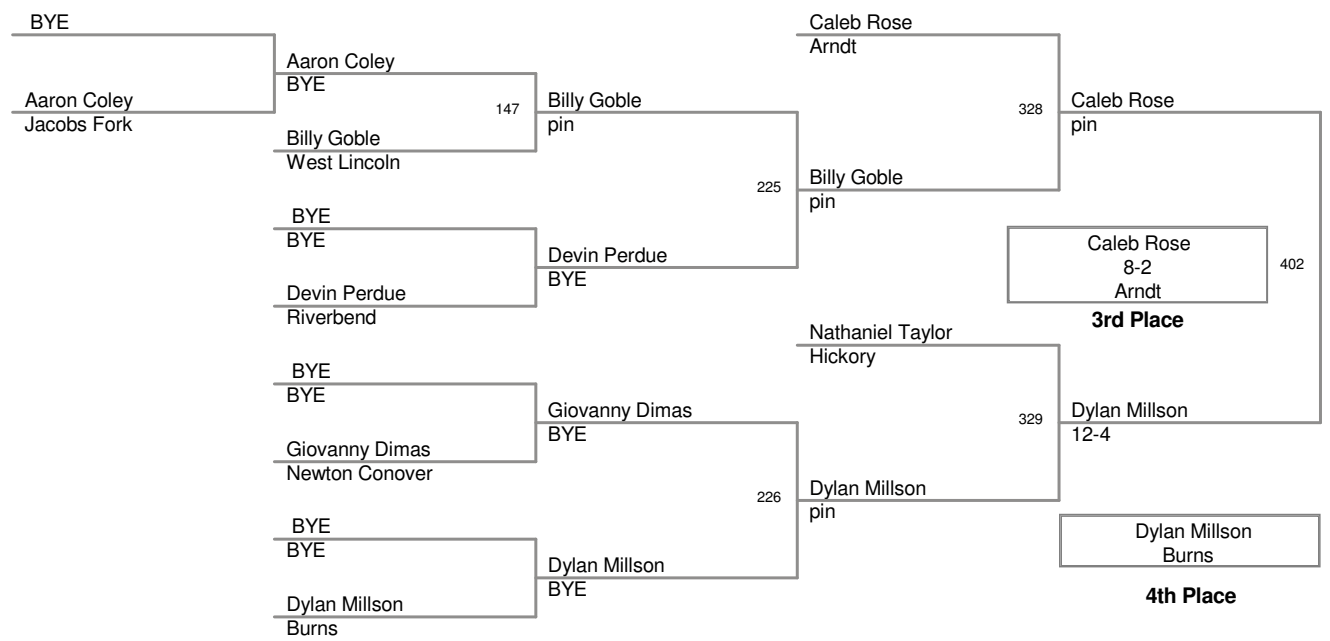 BYE
Aaron Coley
Jacobs Fork
Aaron Coley
BYE
Billy Goble
West Lincoln
147
BYE
BYE
Devin Perdue
Riverbend
BYE
BYE
Giovanny Dimas
Newton Conover
BYE
BYE
Dylan Millson
Burns
Billy Goble
pin
Devin Perdue
BYE
225
Giovanny Dimas
BYE
Dylan Millson
BYE
226
Caleb Rose
Arndt
Billy Goble
pin
328
Nathaniel Taylor
Hickory
Dylan Millson
pin
329
Caleb Rose
pin
Dylan Millson
12-4
402
Caleb Rose
8-2
Arndt
3rd Place
Dylan Millson
Burns
4th Place